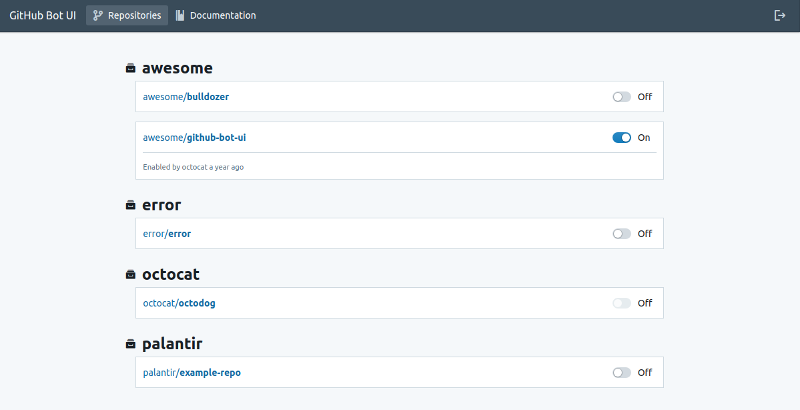 GitHub Bot UI Repositories Documentation
awesome
awesome/bulldozer Off
awesome/github-bot-ui On
Enabled by octocat a year ago
error
error/error Off
octocat
octocat/octodog Off
palantir
palantir/example-repo Off